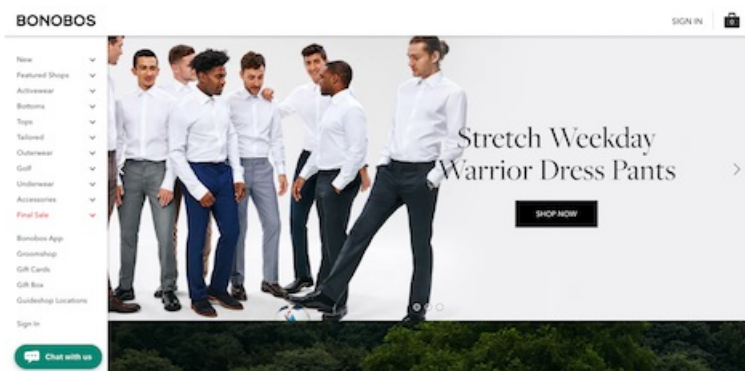 BONOBOS
SIGN IN
0
New
Featured Shops
Activewear
Bottoms
Tops
Tailored
Outerwear
Golf
Underwear
Accessories
Final Sale
Bonobos App
Groomshop
Gift Cards
Gift Box
Guideshop Locations
Sign In
Chat with us
Stretch Weekday
Warrior Dress Pants
SHOP NOW